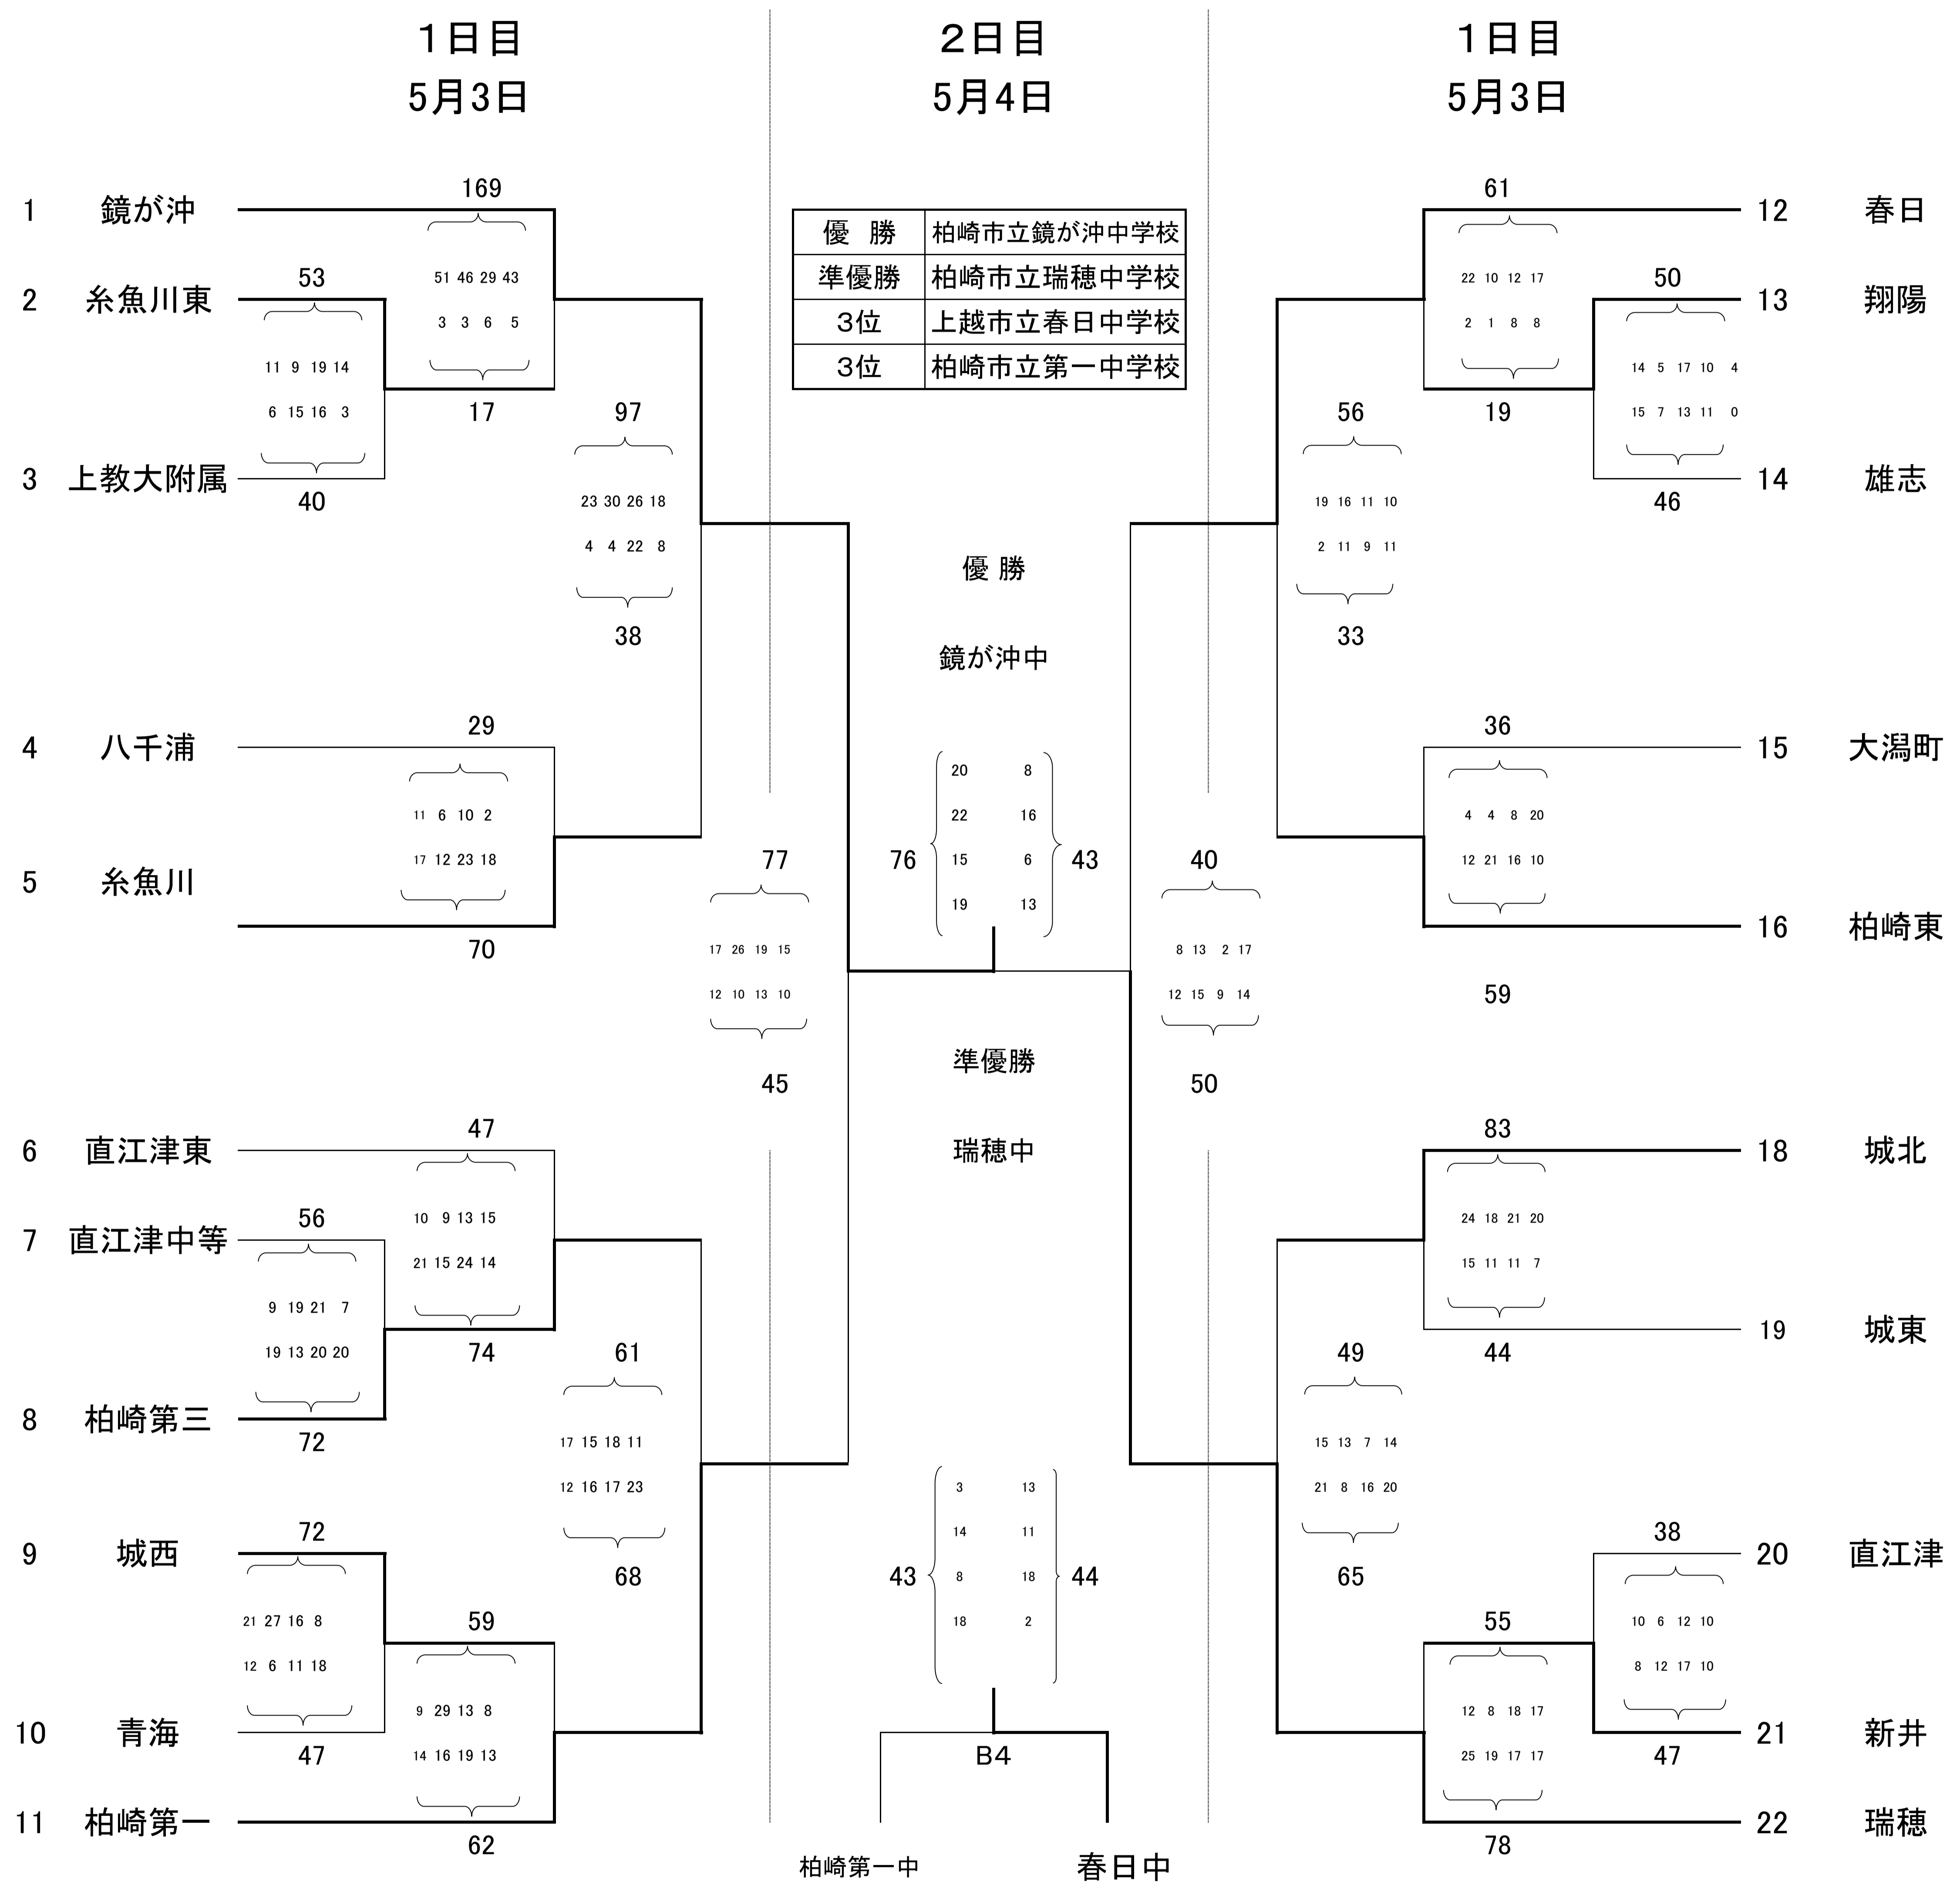 1日目
5月3日
2日目
5月4日
1日目
5月3日
1 鏡が沖
169
51 46 29 43
3 3 6 5
17
2 糸魚川東
53
11 9 19 14
6 15 16 3
3 上教大附属
40
97
23 30 26 18
4 4 22 8
38
4 八千浦
29
11 6 10 2
17 12 23 18
5 糸魚川
70
77
17 26 19 15
12 10 13 10
45
6 直江津東
47
10 9 13 15
21 15 24 14
74
7 直江津中等
56
9 19 21 7
19 13 20 20
8 柏崎第三
72
61
17 15 18 11
12 16 17 23
68
9 城西
72
21 27 16 8
12 6 11 18
10 青海
47
59
9 29 13 8
14 16 19 13
11 柏崎第一
62
優 勝 柏崎市立鏡が沖中学校
準優勝 柏崎市立瑞穂中学校
3位 上越市立春日中学校
3位 柏崎市立第一中学校
優 勝
鏡が沖中
20 8
22 16
76 15 6 43
19 13
準優勝
瑞穂中
3 13
14 11
43 8 18 44
18 2
B4
柏崎第一中 春日中
61
12 春日
22 10 12 17
2 1 8 8
19
50
13 翔陽
14 5 17 10 4
15 7 13 11 0
14 雄志
46
56
19 16 11 10
2 11 9 11
33
36
15 大潟町
4 4 8 20
12 21 16 10
16 柏崎東
59
40
8 13 2 17
12 15 9 14
50
83
18 城北
24 18 21 20
15 11 11 7
19 城東
44
49
15 13 7 14
21 8 16 20
65
38
20 直江津
10 6 12 10
8 12 17 10
21 新井
47
55
12 8 18 17
25 19 17 17
22 瑞穂
78